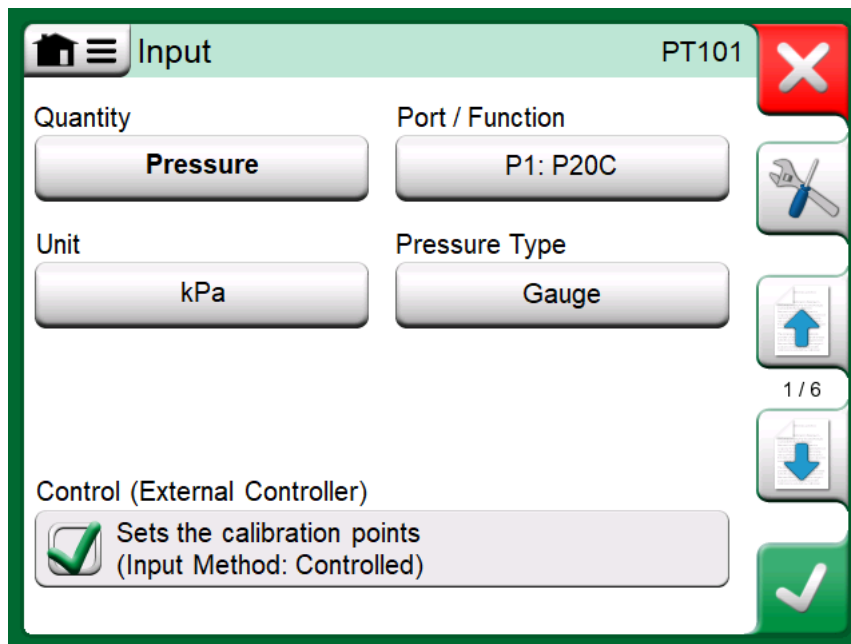 Input
PT101
Quantity
Port / Function
Pressure
P1: P20C
Unit
Pressure Type
kPa
Gauge
1 / 6
Control (External Controller)
Sets the calibration points
(Input Method: Controlled)